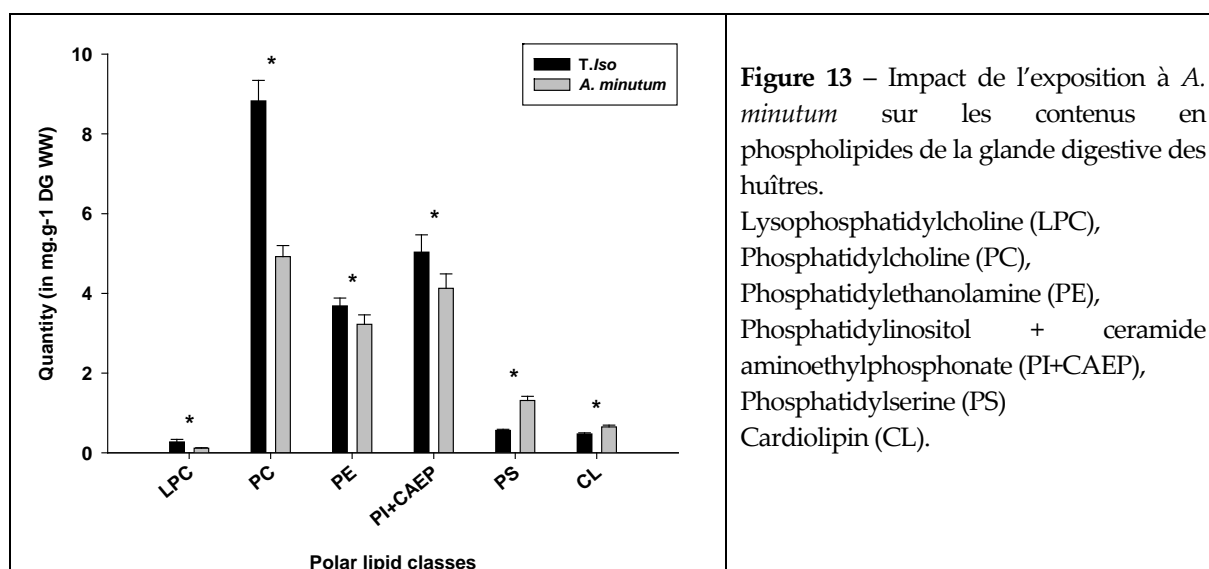 10
8
6
4
2
0
Quantity (in mg.g-1 DG WW)
T.Iso
A. minutum
*
*
*
*
*
*
LPC
PC
PE
PI+CAEP
PS
CL
Polar lipid classes
Figure 13 – Impact de l’exposition à A.
minutum sur les contenus en
phospholipides de la glande digestive des
huîtres.
Lysophosphatidylcholine (LPC),
Phosphatidylcholine (PC),
Phosphatidylethanolamine (PE),
Phosphatidylinositol + ceramide
aminoethylphosphonate (PI+CAEP),
Phosphatidylserine (PS)
Cardiolipin (CL).